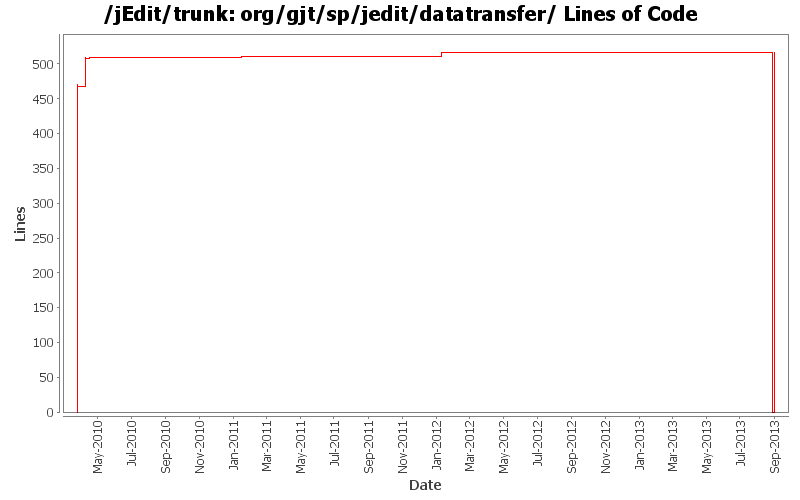 /jEdit/trunk: org/gjt/sp/jedit/datatransfer/ Lines of Code
500
450
400
350
300
250
200
150
100
50
0
Lines
May-2010
Jul-2010
Sep-2010
Nov-2010
Jan-2011
Mar-2011
May-2011
Jul-2011
Sep-2011
Nov-2011
Jan-2012
Mar-2012
May-2012
Jul-2012
Sep-2012
Nov-2012
Jan-2013
Mar-2013
May-2013
Jul-2013
Sep-2013
Date